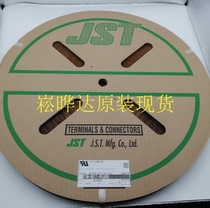 JST
崧晔达原装现货
TERMINALS & CONNECTORS
JST J.S.T. Mfg. Co., Ltd.